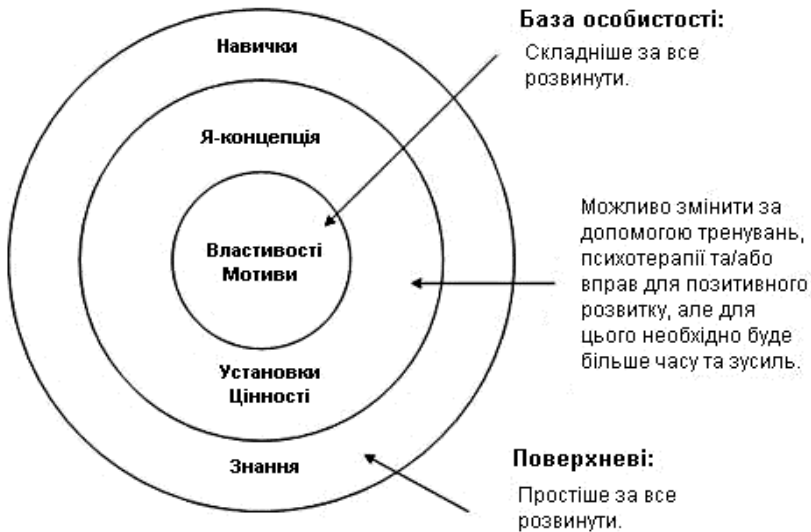 Навички
Я-концепція
Властивості
Мотиви
Установки
Цінності
Знання
База особистості:
Складніше за все
розвинути.
Можливо змінити за
допомогою тренувань,
психотерапії та/або
вправ для позитивного
розвитку, але для
цього необхідно буде
більше часу та зусиль.
Поверхневі:
Простіше за все
розвинути.